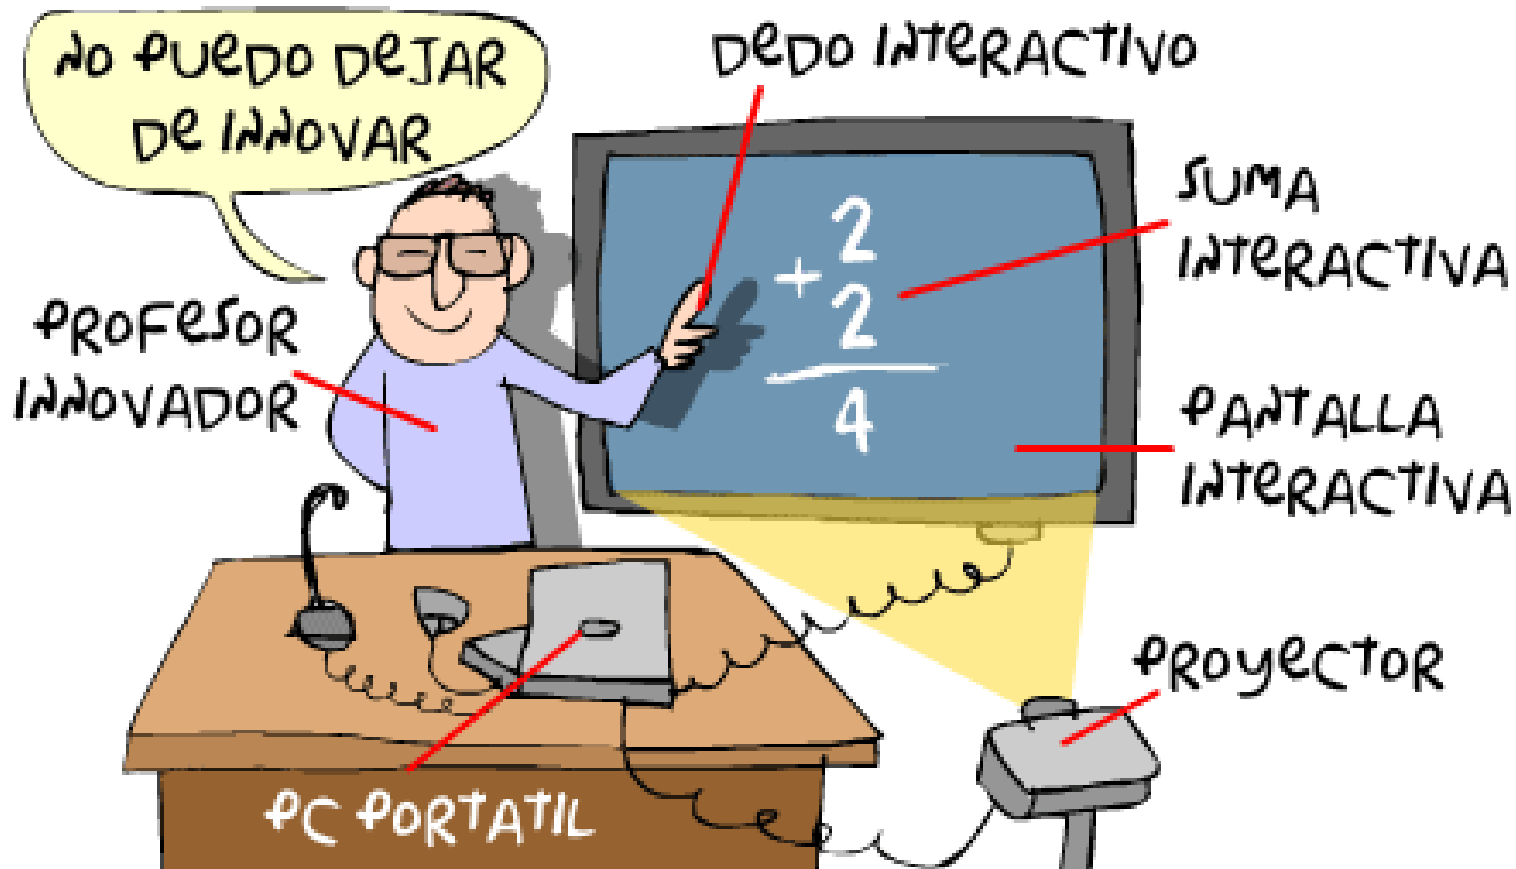 NO PUEDO DEJAR
DE INNOVAR
DEDO INTERACTIVO
SUMA
INTERACTIVA
PROFESOR
INNOVADOR
2
+
2
4
PANTALLA
INTERACTIVA
PROYECTOR
PC PORTATIL